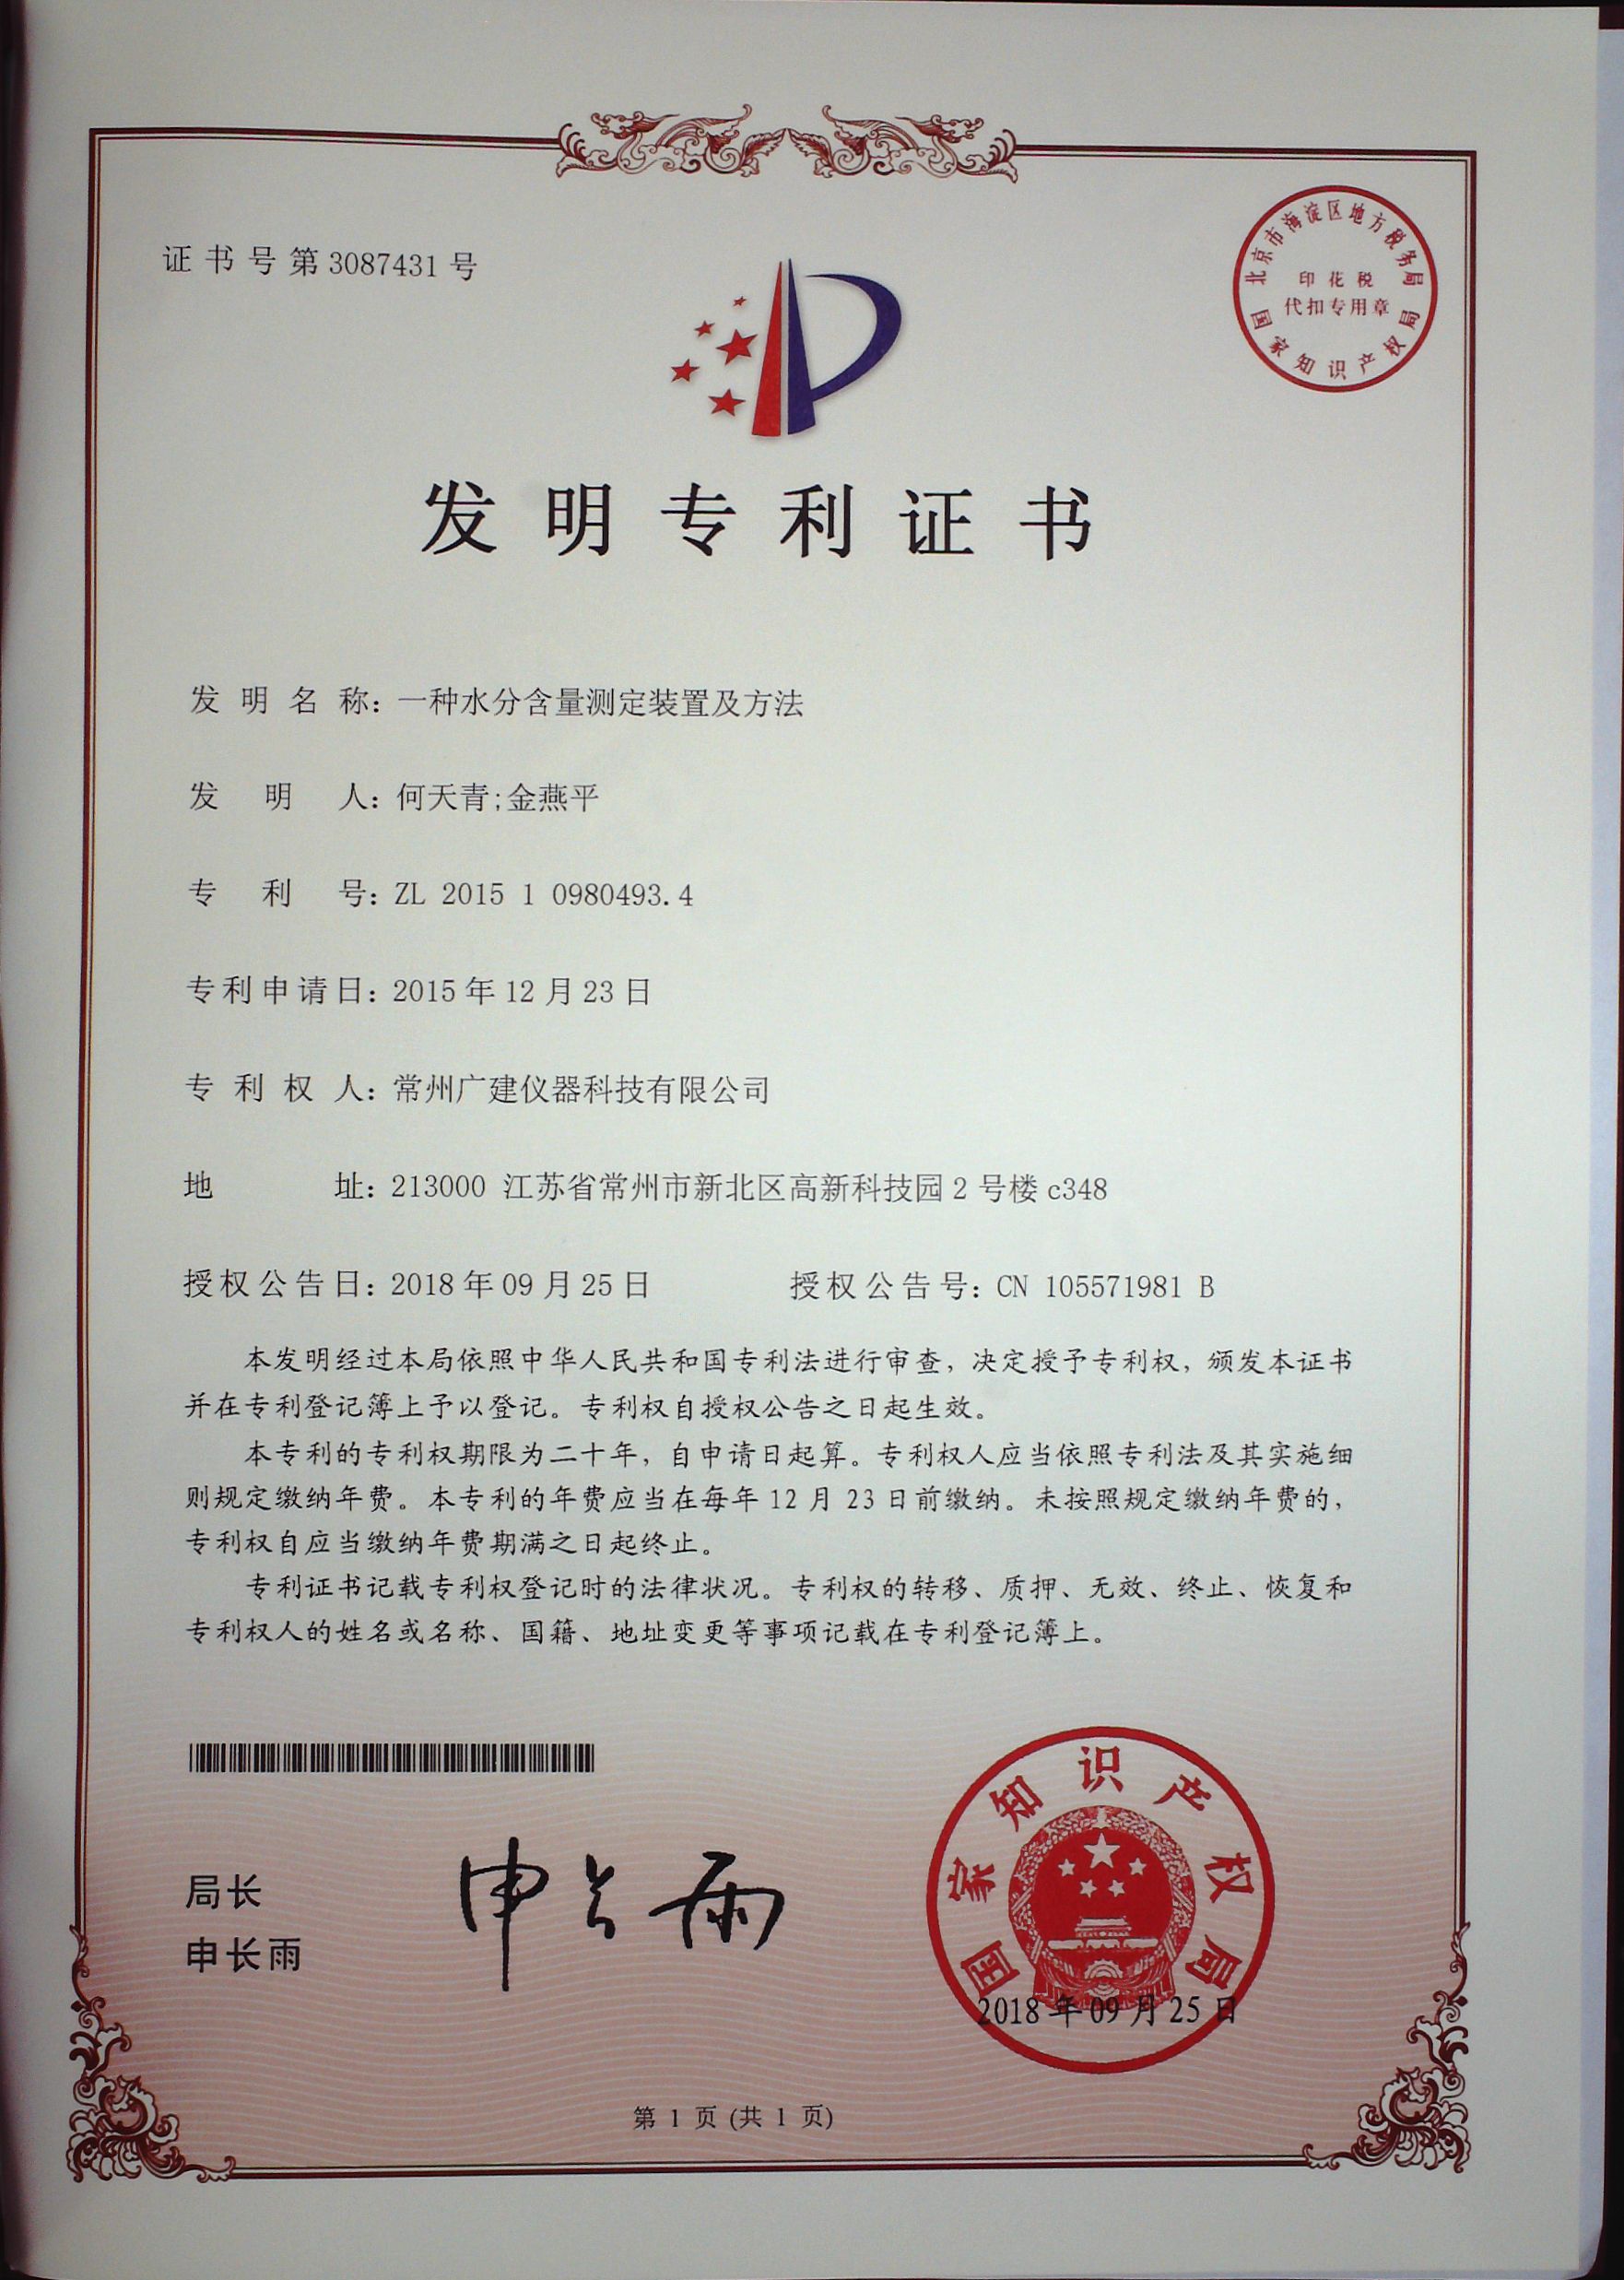 证书号第3087431号
北京市海淀区地方税务局
印花税
代扣专用章
国家知识产权局
发明专利证书
发明名称：一种水分含量测定装置及方法
发明人：何天青;金燕平
专利号：ZL 2015 1 0980493.4
专利申请日：2015年12月23日
专利权人：常州广建仪器科技有限公司
地址：213000 江苏省常州市新北区高新科技园2号楼c348
授权公告日：2018年09月25日 授权公告号：CN 105571981 B
本发明经过本局依照中华人民共和国专利法进行审查，决定授予专利权，颁发本证书
并在专利登记簿上予以登记。专利权自授权公告之日起生效。
本专利的专利权期限为二十年，自申请日起算。专利权人应当依照专利法及其实施细
则规定缴纳年费。本专利的年费应当在每年12月23日前缴纳。未按照规定缴纳年费的，
专利权自应当缴纳年费期满之日起终止。
专利证书记载专利权登记时的法律状况。专利权的转移、质押、无效、终止、恢复和
专利权人的姓名或名称、国籍、地址变更等事项记载在专利登记簿上。
局长
申长雨
申长雨
国家知识产权局
2018年09月25日
第 1 页 (共 1 页)